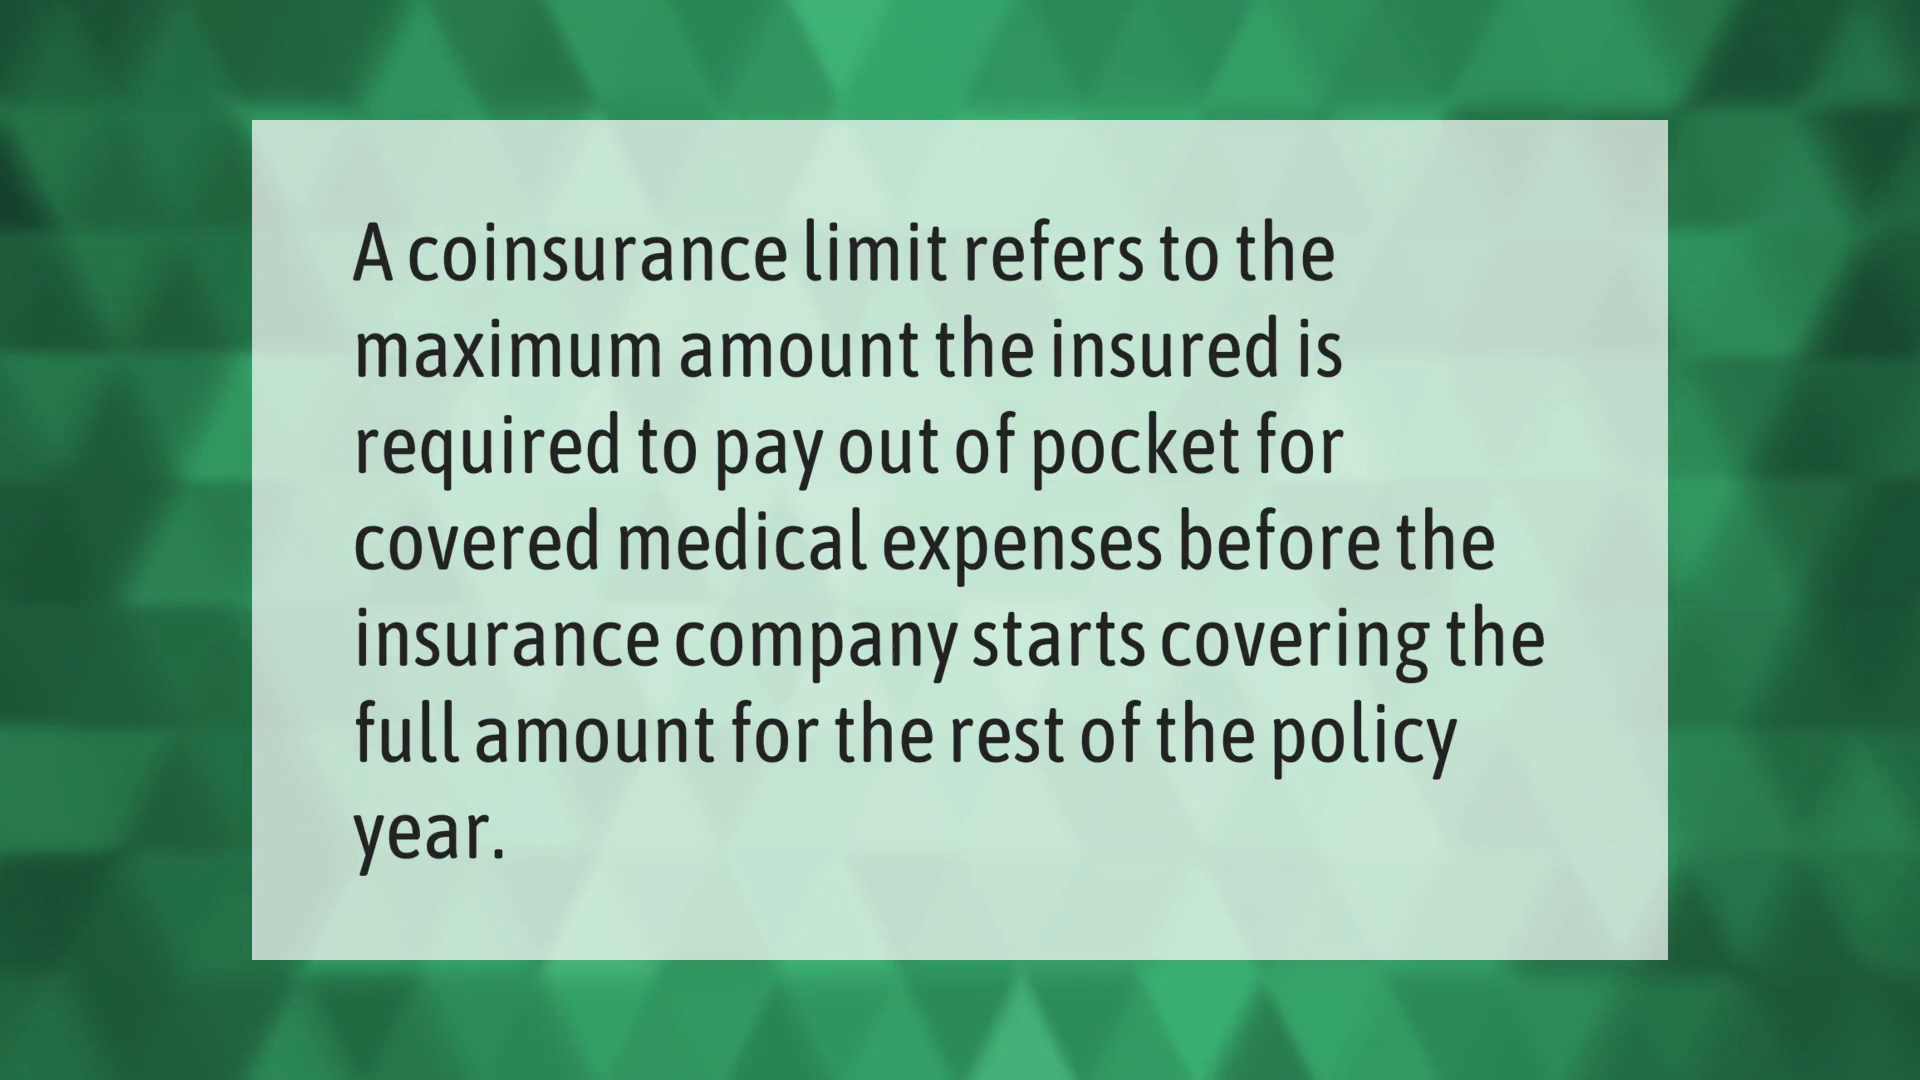 A coinsurance limit refers to the
maximum amount the insured is
required to pay out of pocket for
covered medical expenses before the
insurance company starts covering the
full amount for the rest of the policy
year.